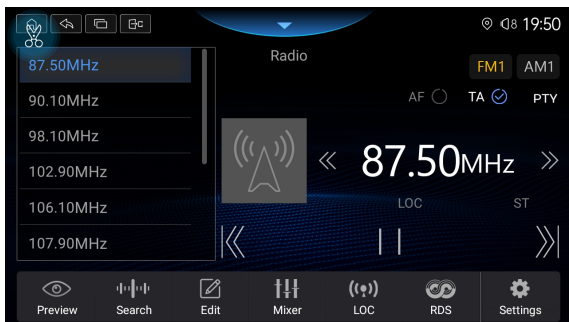 8 19:50
Radio
87.50MHz
FM1 AM1
90.10MHz
AF TA PTY
98.10MHz
87.50MHz
102.90MHz
LOC ST
106.10MHz
107.90MHz
Preview Search Edit Mixer LOC RDS Settings